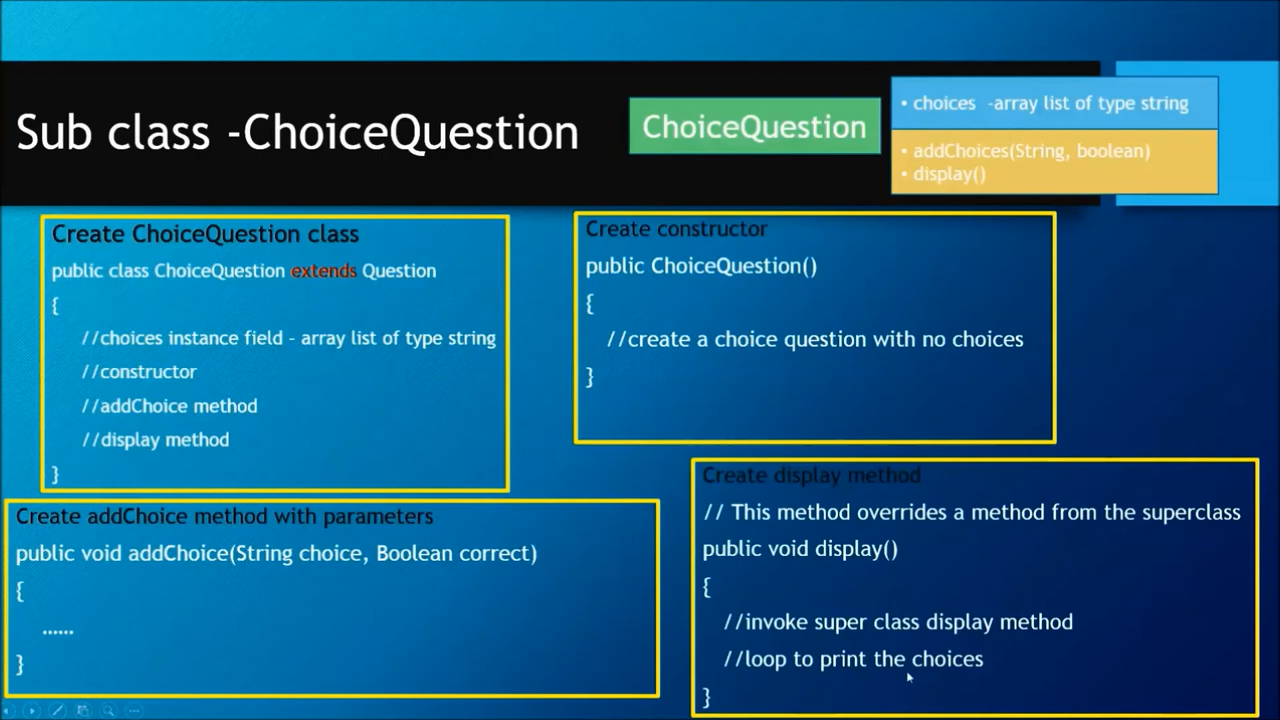 Sub class -ChoiceQuestion
ChoiceQuestion
• choices -array list of type string
• addChoices(String, boolean)
• display()
Create ChoiceQuestion class
public class ChoiceQuestion extends Question
{
//choices instance field – array list of type string
//constructor
//addChoice method
//display method
}
Create constructor
public ChoiceQuestion()
{
//create a choice question with no choices
}
Create addChoice method with parameters
public void addChoice(String choice, Boolean correct)
{
……
}
Create display method
// This method overrides a method from the superclass
public void display()
{
//invoke super class display method
//loop to print the choices
}